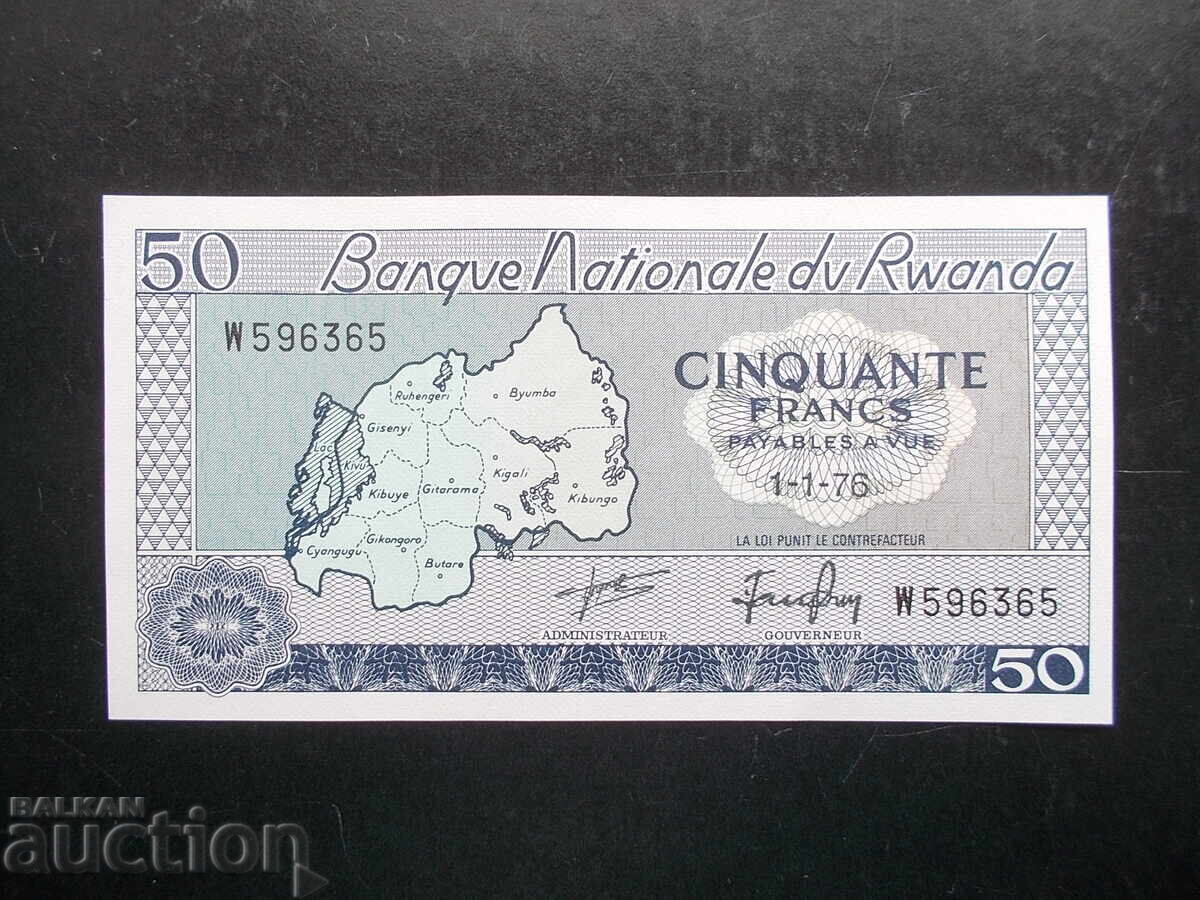 50 Banque Nationale du Rwanda
W596365
CINQUANTE
FRANCS
PAYABLES A VUE
1-1-76
LA LOI PUNIT LE CONTREFACTEUR
Ruhengeri
Byumba
Gisenyi
Lac
Kivu
Kigali
Kibuye
Gitarama
Kibungo
Gikongoro
Cyangugu
Butare
W596365
ADMINISTRATEUR
GOUVERNEUR
50
BALKAN
auction